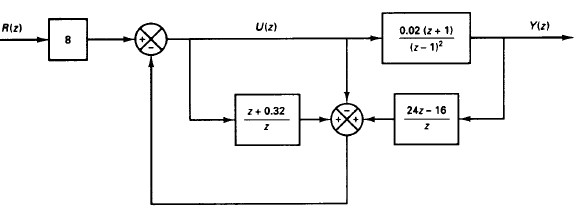 R(z)
8
+
−
U(z)
0.02 (z + 1)
(z − 1)²
Y(z)
z + 0.32
z
−
+ +
24z − 16
z